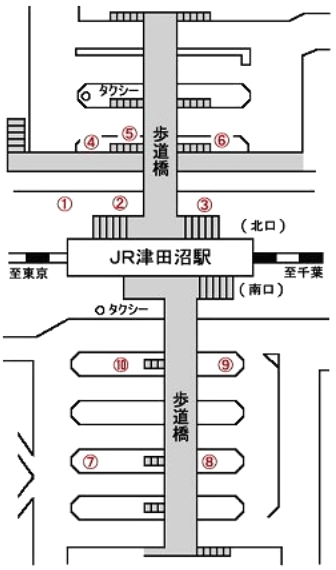 タクシー
⑤
④
⑥
歩道橋
①
②
③
(北口)
JR津田沼駅
至東京
至千葉
(南口)
タクシー
⑩
⑨
歩道橋
⑦
⑧